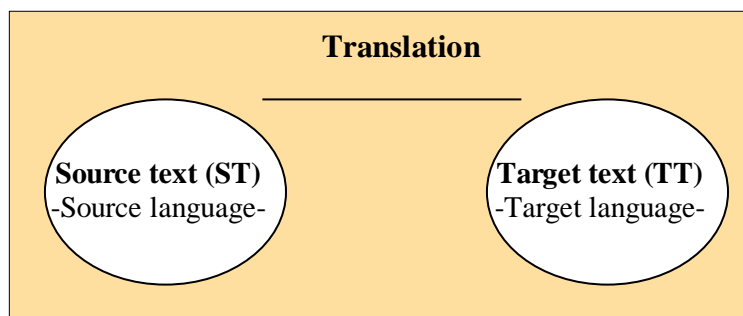 Translation
Source text (ST)
-Source language-
Target text (TT)
-Target language-